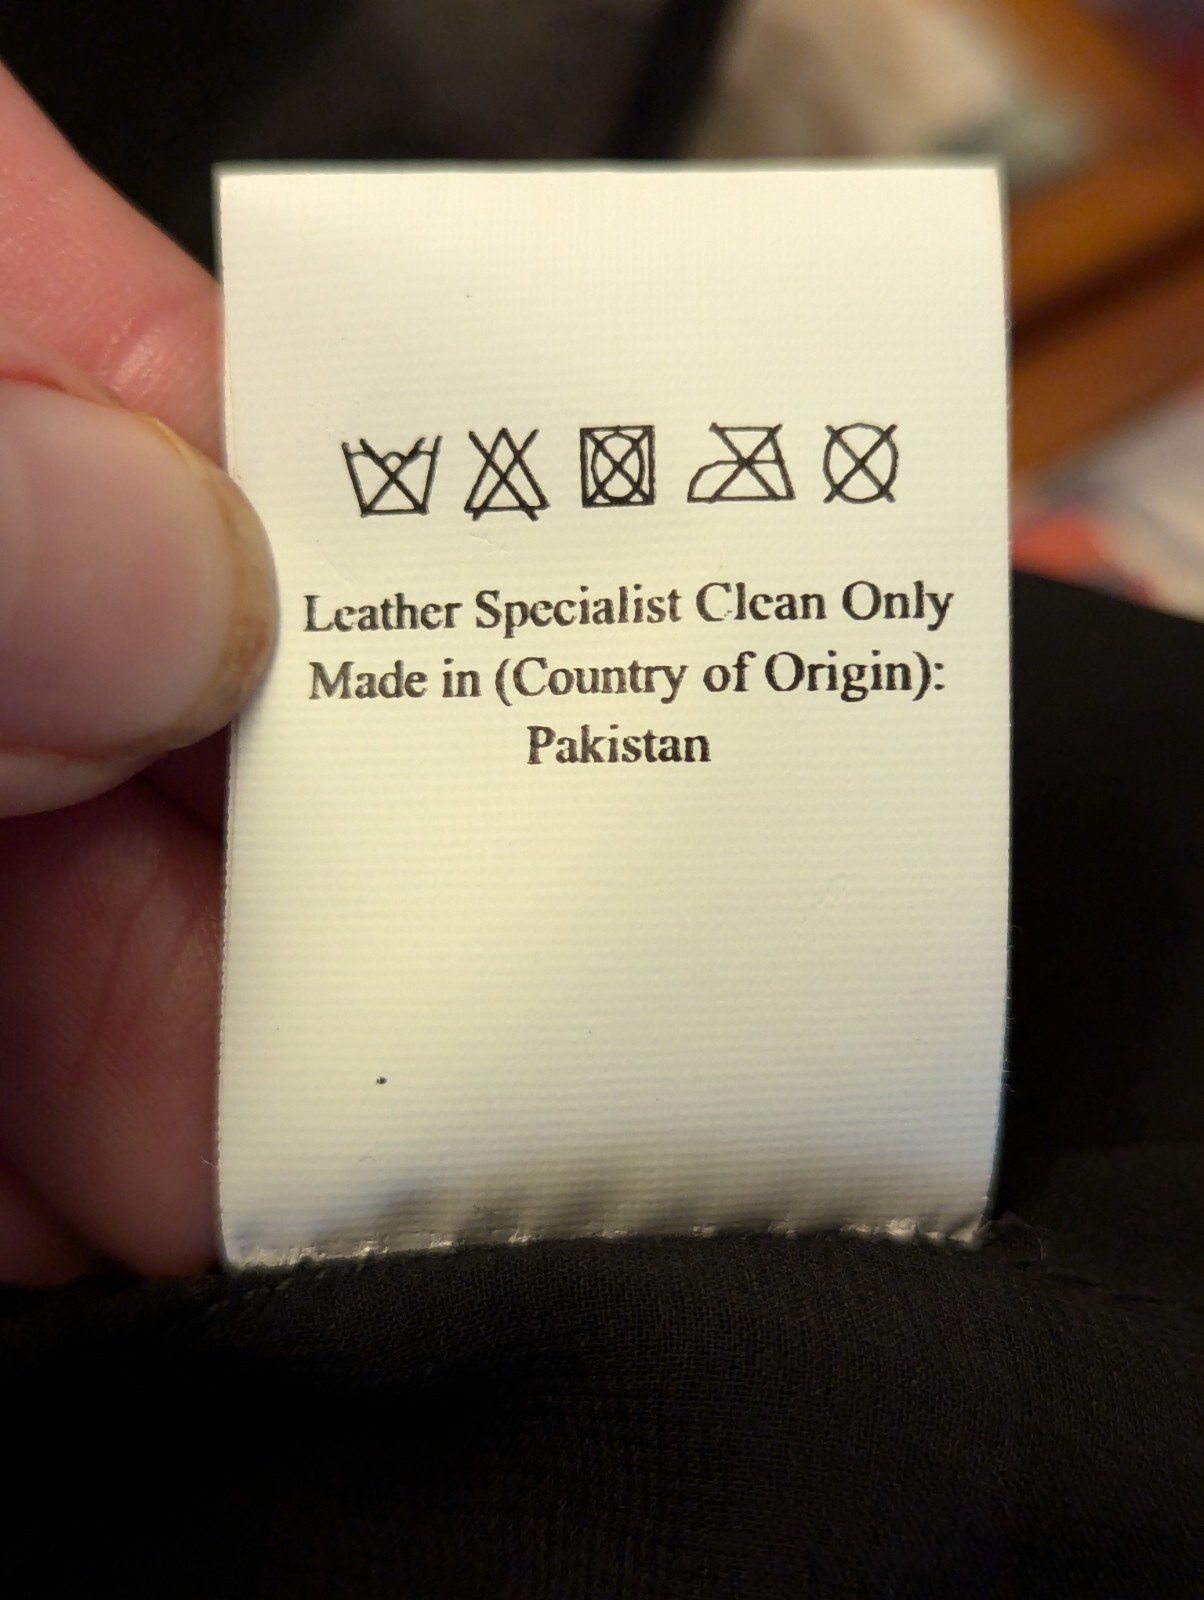 Leather Specialist Clean Only
Made in (Country of Origin):
Pakistan